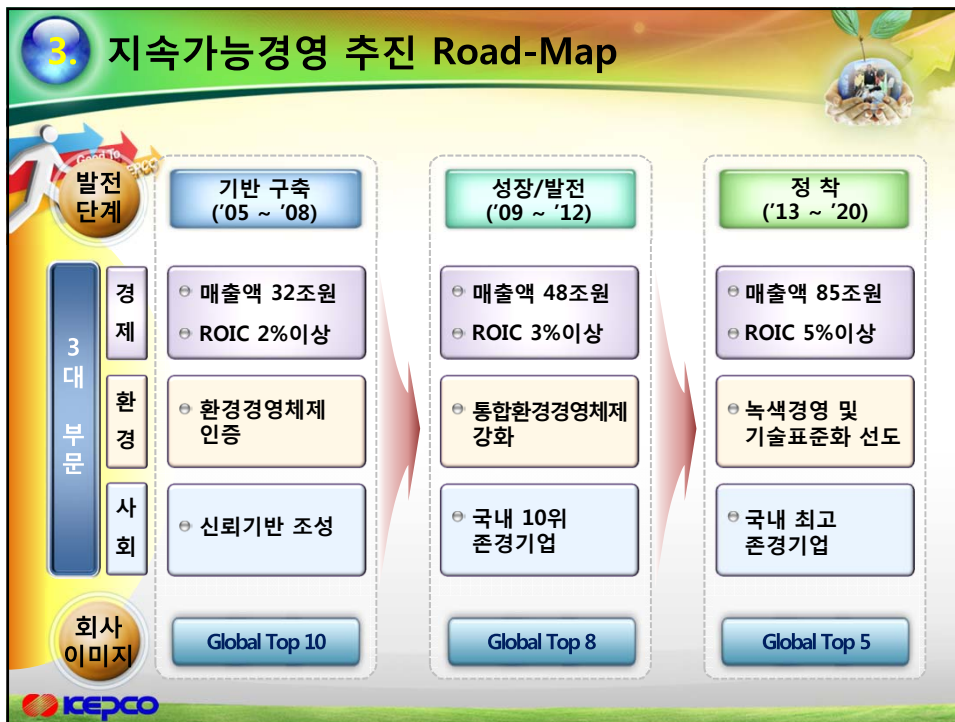 3. 지속가능경영 추진 Road-Map
Good To
KEPCO
발전
단계
기반 구축
(’05 ~ ’08)
성장/발전
(’09 ~ ’12)
정 착
(’13 ~ ’20)
3대 부문
경제
매출액 32조원
ROIC 2%이상
매출액 48조원
ROIC 3%이상
매출액 85조원
ROIC 5%이상
환경
환경경영체제
인증
통합환경경영체제
강화
녹색경영 및
기술표준화 선도
사회
신뢰기반 조성
국내 10위
존경기업
국내 최고
존경기업
회사
이미지
Global Top 10
Global Top 8
Global Top 5
KEPCO